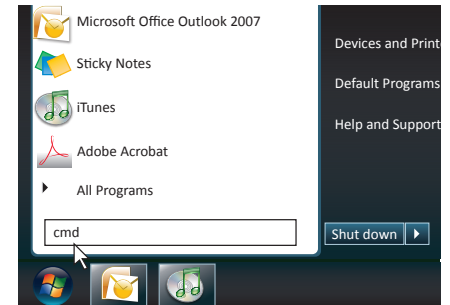 Microsoft Office Outlook 2007
Sticky Notes
iTunes
Adobe Acrobat
All Programs
cmd
Devices and Print
Default Programs
Help and Support
Shut down